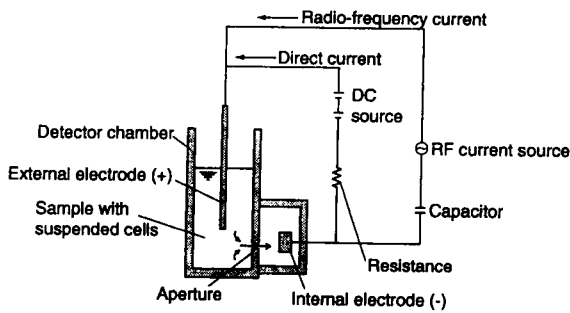 Radio-frequency current
Direct current
DC
source
Detector chamber
RF current source
External electrode (+)
Sample with
suspended cells
Capacitor
Resistance
Aperture
Internal electrode (-)